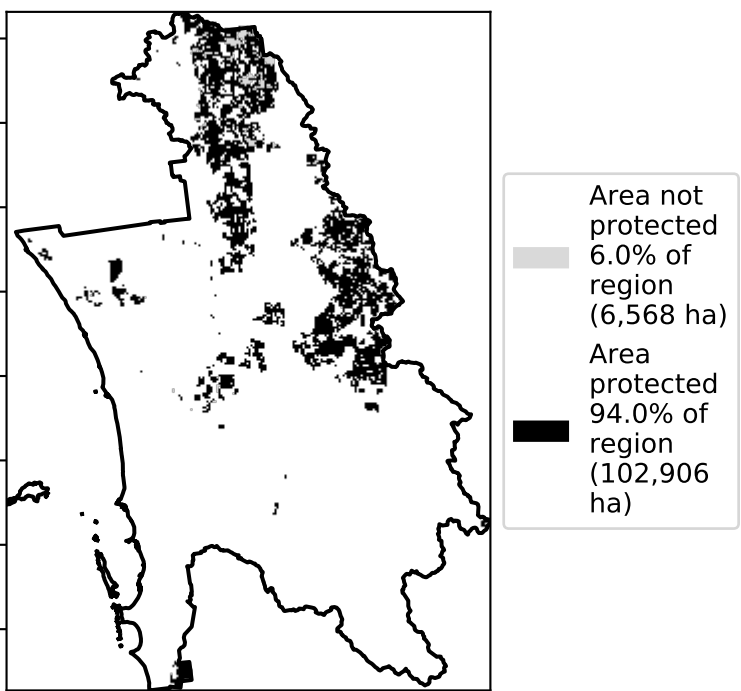 Area not
protected
6.0% of
region
(6,568 ha)
Area
protected
94.0% of
region
(102,906
ha)